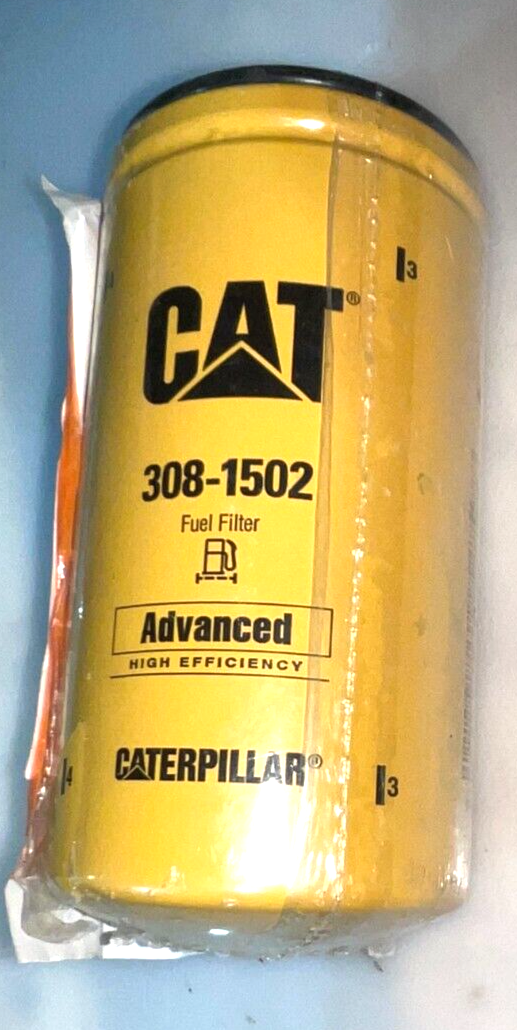 3
CAT®
308-1502
Fuel Filter
Advanced
HIGH EFFICIENCY
CATERPILLAR®
4
3